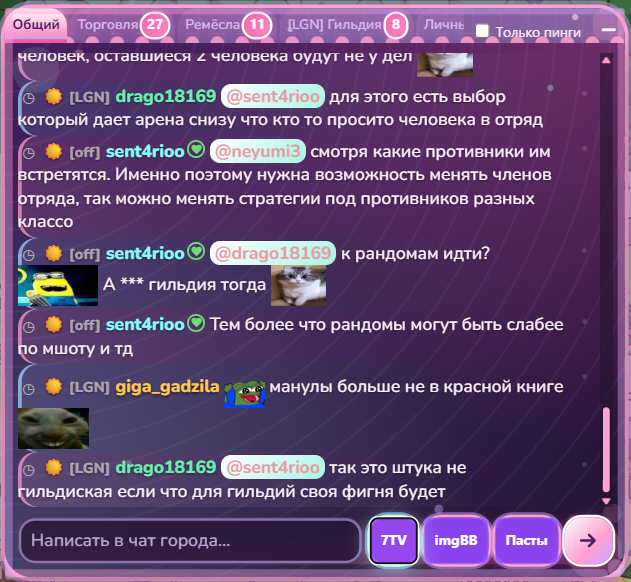 Общий Торговля 27 Ремёсла 11 [LGN] Гильдия 8 Личны Только пинги
человек, оставшиеся 2 человека будут не у дел
[LGN] drago18169 @sent4rioo для этого есть выбор
который дает арена снизу что кто то просито человека в отряд
[off] sent4rioo @neyumi3 смотря какие противники им
встретятся. Именно поэтому нужна возможность менять членов
отряда, так можно менять стратегии под противников разных
классо
[off] sent4rioo @drago18169 к рандомам идти?
А *** гильдия тогда
[off] sent4rioo Тем более что рандомы могут быть слабее
по мшоту и тд
[LGN] giga_gadzila манулы больше не в красной книге
[LGN] drago18169 @sent4rioo так это штука не
гильдиская если что для гильдий своя фигня будет
Написать в чат города... 7TV imgBB Пасты